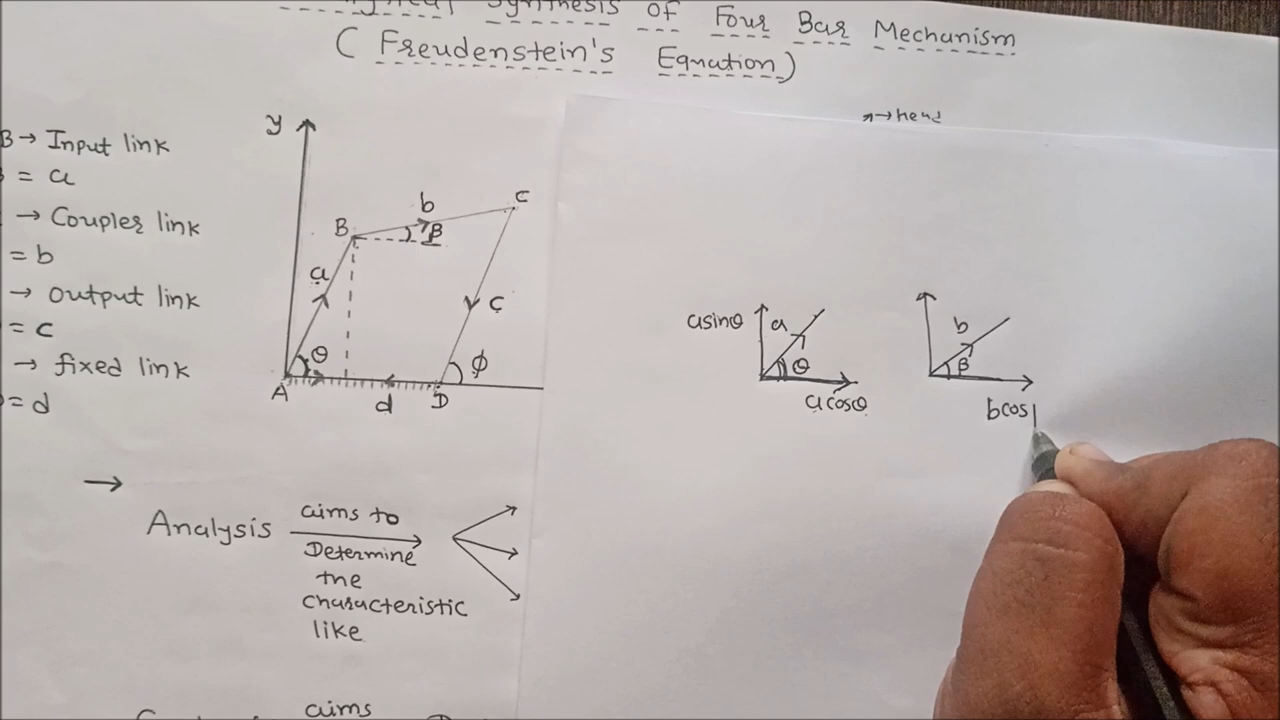 Synthesis of Four Bar Mechanism
( Freudenstein's Equation )
B → Input link
= a
→ Coupler link
= b
→ output link
= c
→ fixed link
= d
y
B
b
β
C
a
c
θ
φ
A
d
D
→ head
asinθ
a
θ
acosθ
b
β
bcos
→
Analysis aims to
Determine
the
characteristic
like
aims